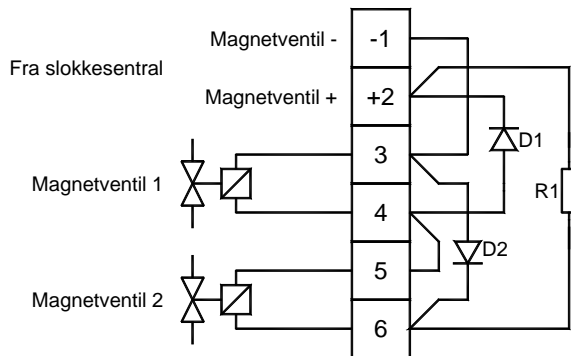 Magnetventil - -1
Fra slokkesentral
Magnetventil + +2
3 D1
Magnetventil 1
4 R1
D2
5
Magnetventil 2
6